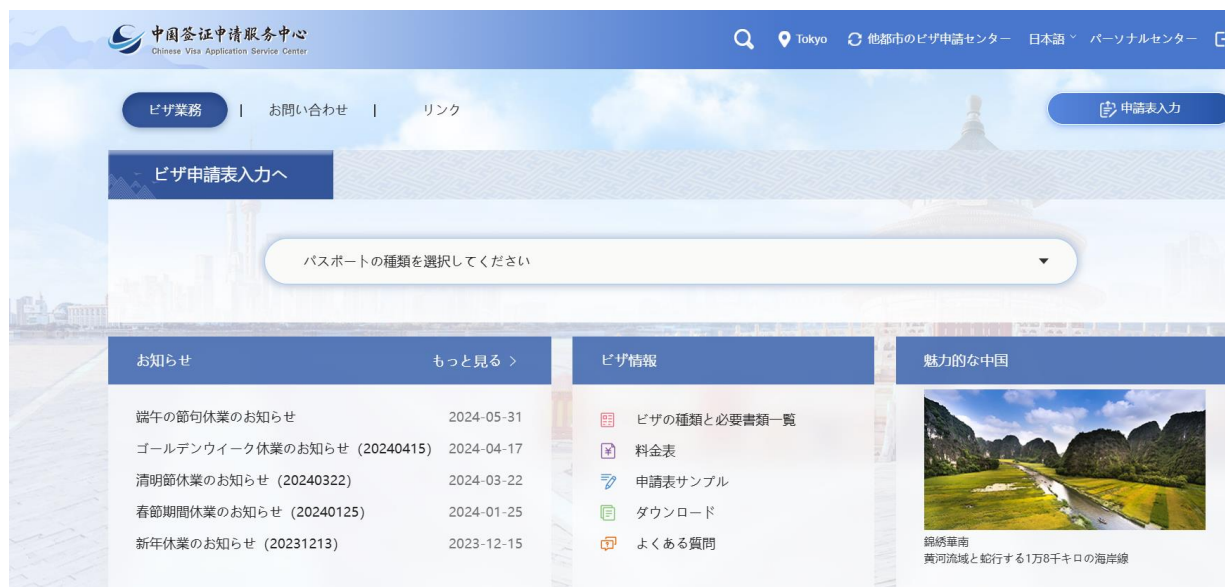 中国签证申请服务中心
Chinese Visa Application Service Center
Tokyo
他都市のビザ申請センター
日本語
パーソナルセンター
ビザ業務 | お問い合わせ | リンク
申請表入力
ビザ申請表入力へ
パスポートの種類を選択してください
お知らせ もっと見る >
端午の節句休業のお知らせ 2024-05-31
ゴールデンウイーク休業のお知らせ (20240415) 2024-04-17
清明節休業のお知らせ (20240322) 2024-03-22
春節期間休業のお知らせ (20240125) 2024-01-25
新年休業のお知らせ (20231213) 2023-12-15
ビザ情報
ビザの種類と必要書類一覧
料金表
申請表サンプル
ダウンロード
よくある質問
魅力的な中国
錦綉華南
黄河流域と蛇行する1万8千キロの海岸線